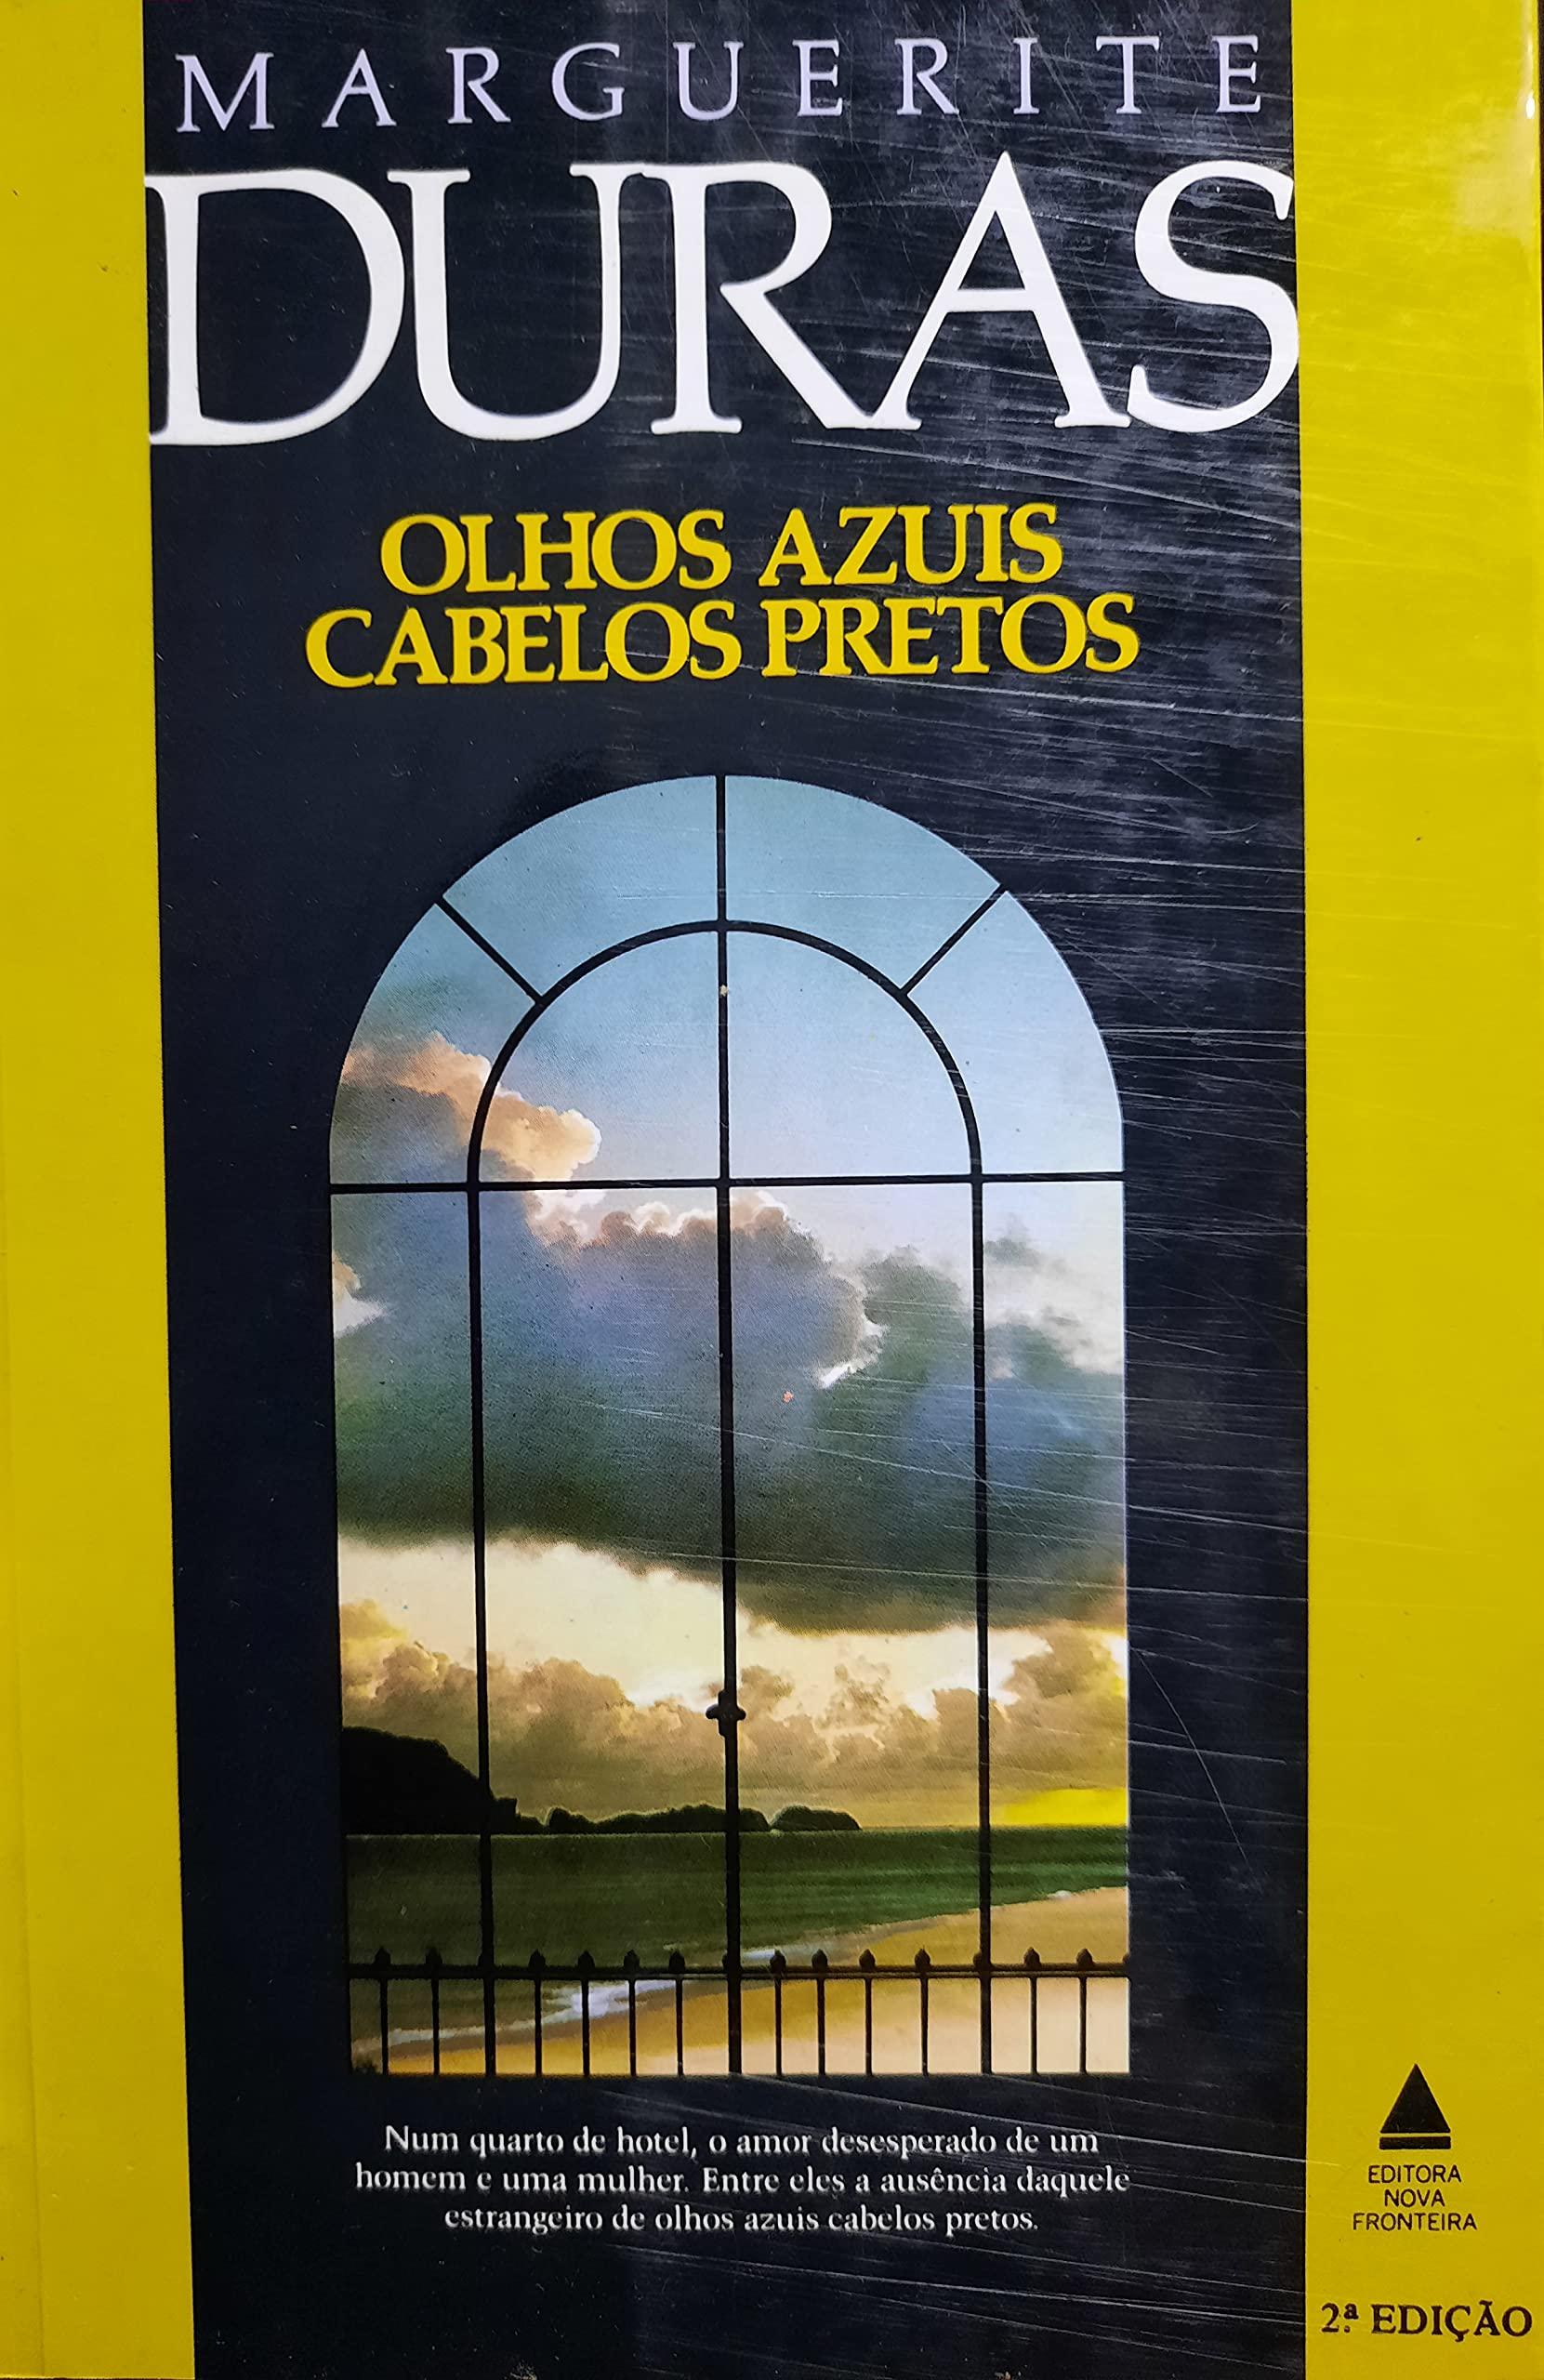 MARGUERITE
DURAS
OLHOS AZUIS
CABELOS PRETOS
Num quarto de hotel, o amor desesperado de um
homem e uma mulher. Entre eles a ausência daquele
estrangeiro de olhos azuis cabelos pretos.
EDITORA
NOVA
FRONTEIRA
2ª EDIÇÃO